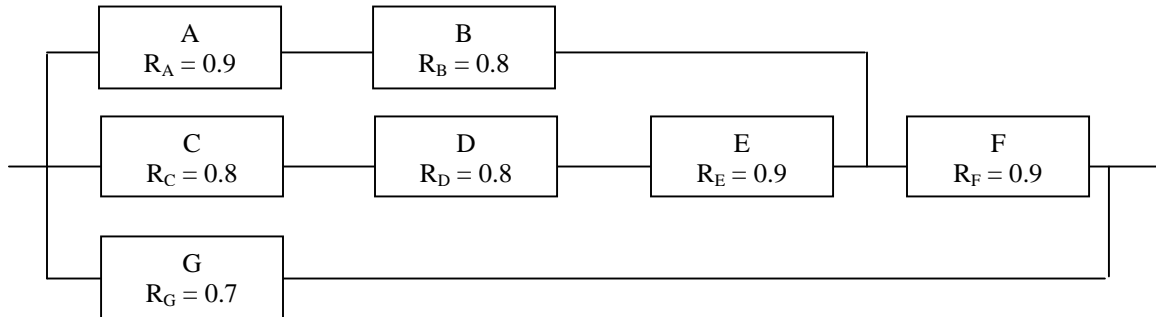 A
R_A = 0.9
B
R_B = 0.8
C
R_C = 0.8
D
R_D = 0.8
E
R_E = 0.9
F
R_F = 0.9
G
R_G = 0.7